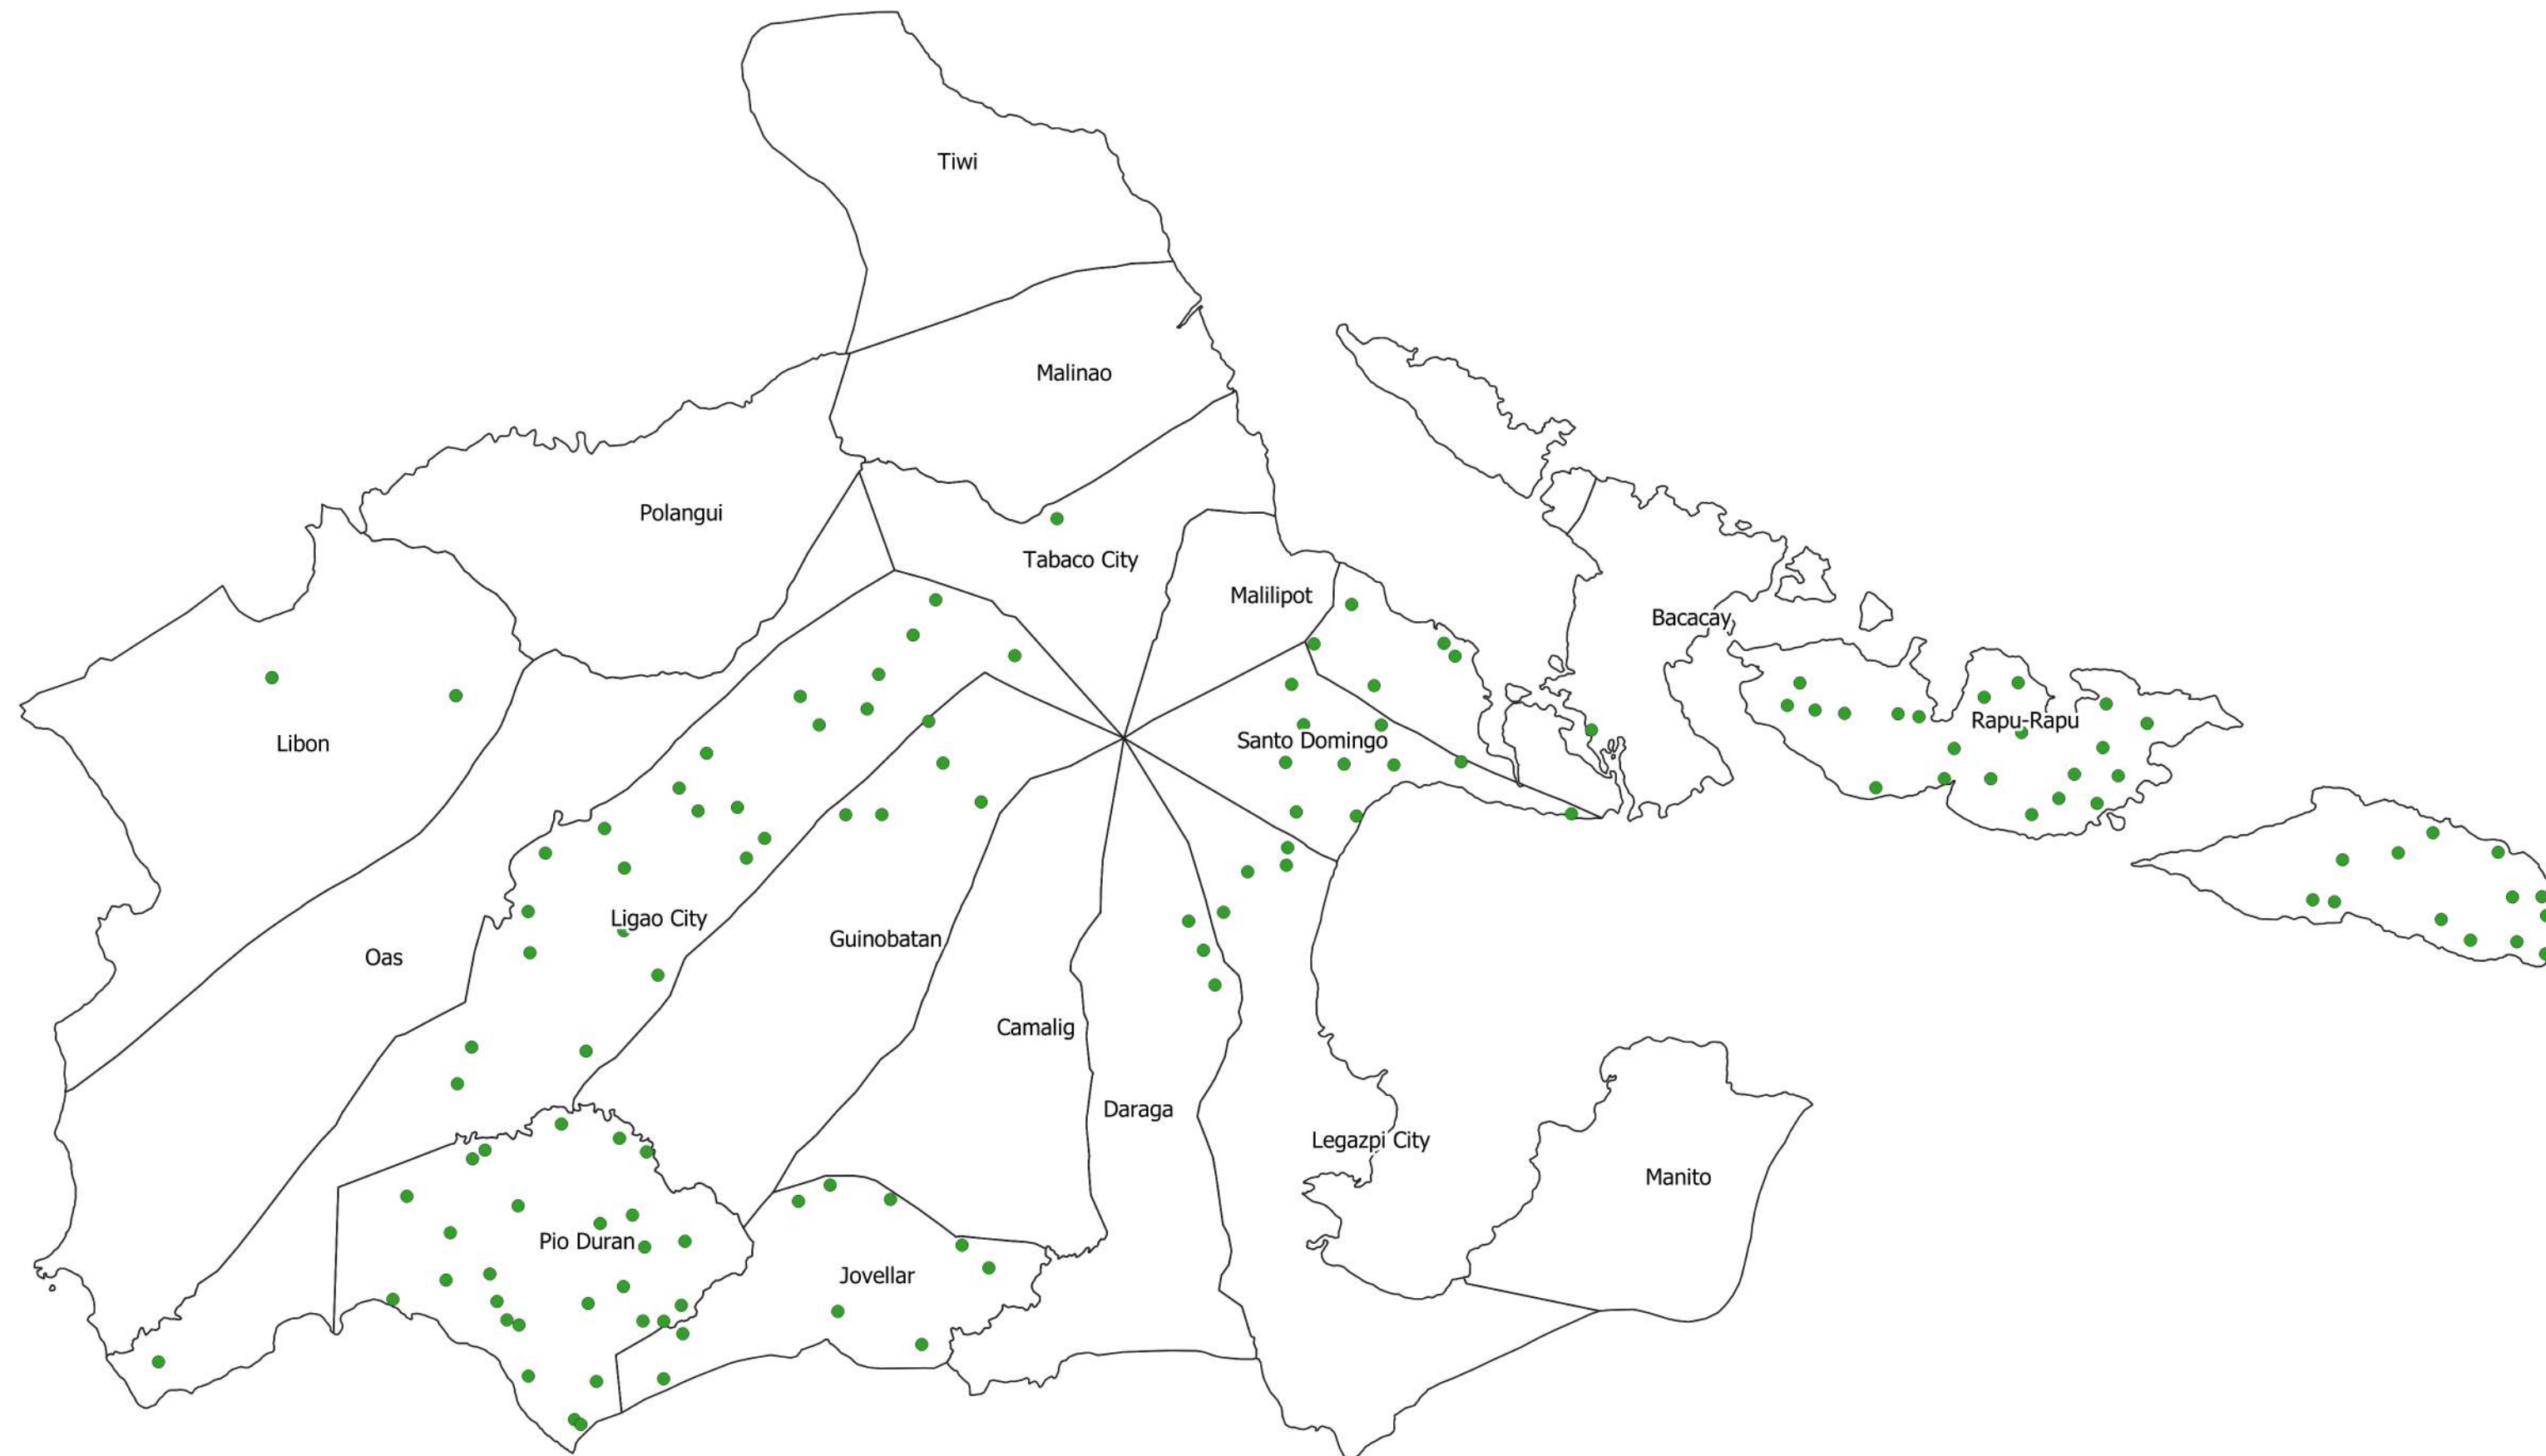 Tiwi
Malinao
Polangui
Tabaco City
Malilipot
Bacacay
Rapu-Rapu
Santo Domingo
Libon
Ligao City
Guinobatan
Oas
Camalig
Daraga
Legazpi City
Manito
Pio Duran
Jovellar